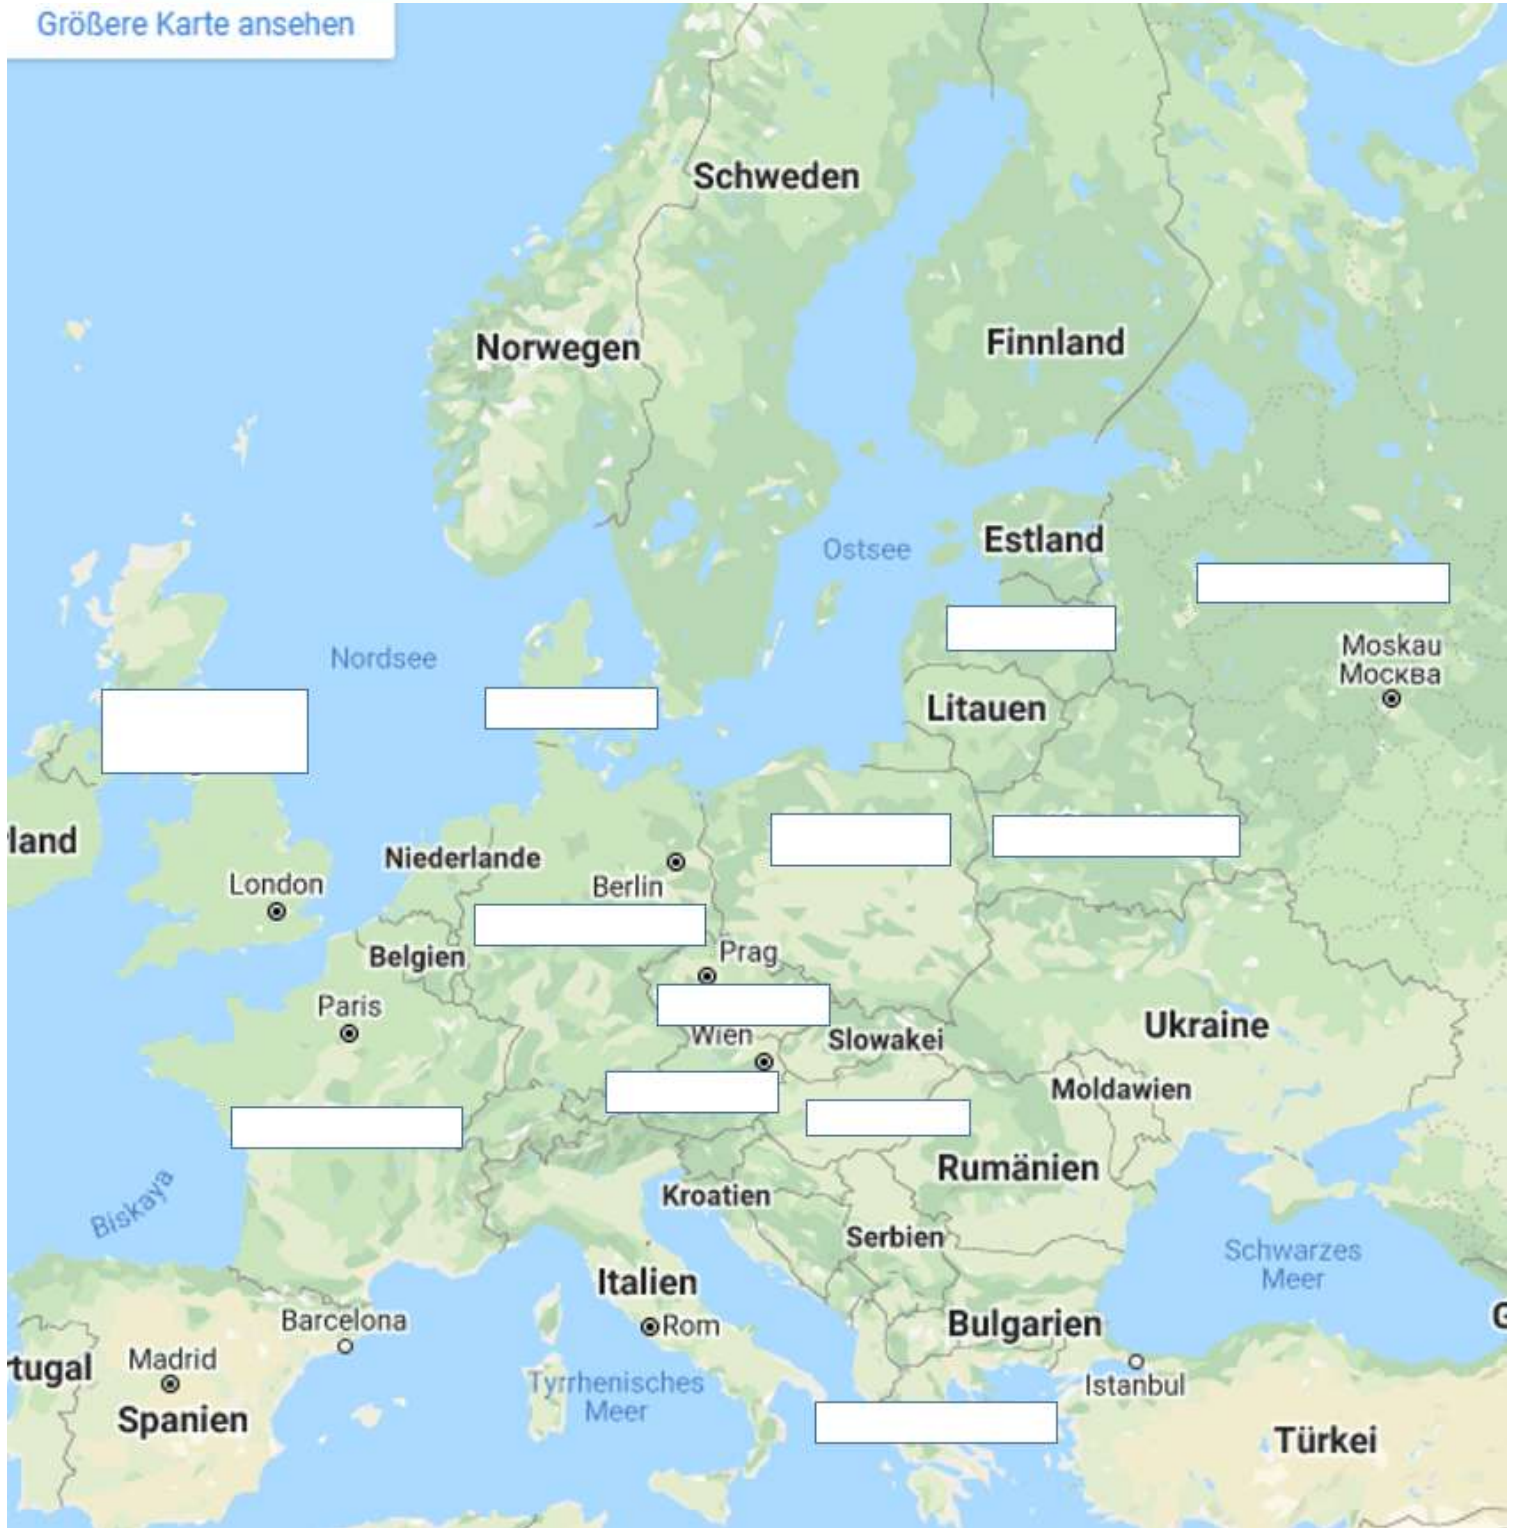 Größere Karte ansehen
Schweden
Norwegen
Finnland
Ostsee
Estland
Nordsee
Moskau
Москва
Litauen
land
Niederlande
London
Berlin
Belgien
Prag
Paris
Wien
Slowakei
Ukraine
Moldawien
Rumänien
Biskaya
Kroatien
Serbien
Schwarzes
Meer
Italien
Barcelona
Rom
Bulgarien
G
tugal
Madrid
Tyrrhenisches
Meer
Istanbul
Spanien
Türkei